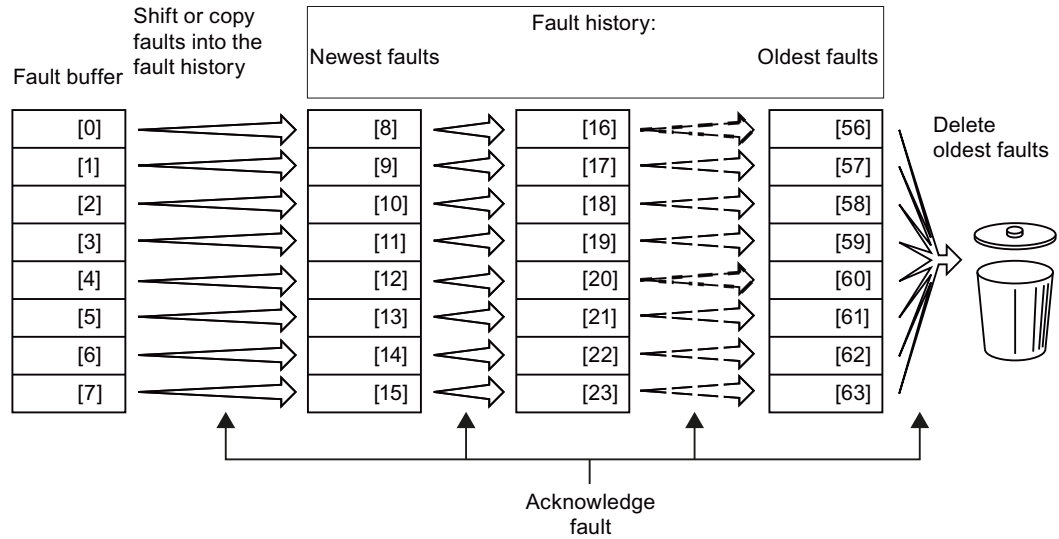 Shift or copy
faults into the
fault history
Fault history:
Fault buffer
Newest faults
Oldest faults
[0]
[8]
[16]
[56]
[1]
[9]
[17]
[57]
[2]
[10]
[18]
[58]
[3]
[11]
[19]
[59]
[4]
[12]
[20]
[60]
[5]
[13]
[21]
[61]
[6]
[14]
[22]
[62]
[7]
[15]
[23]
[63]
Delete
oldest faults
Acknowledge
fault